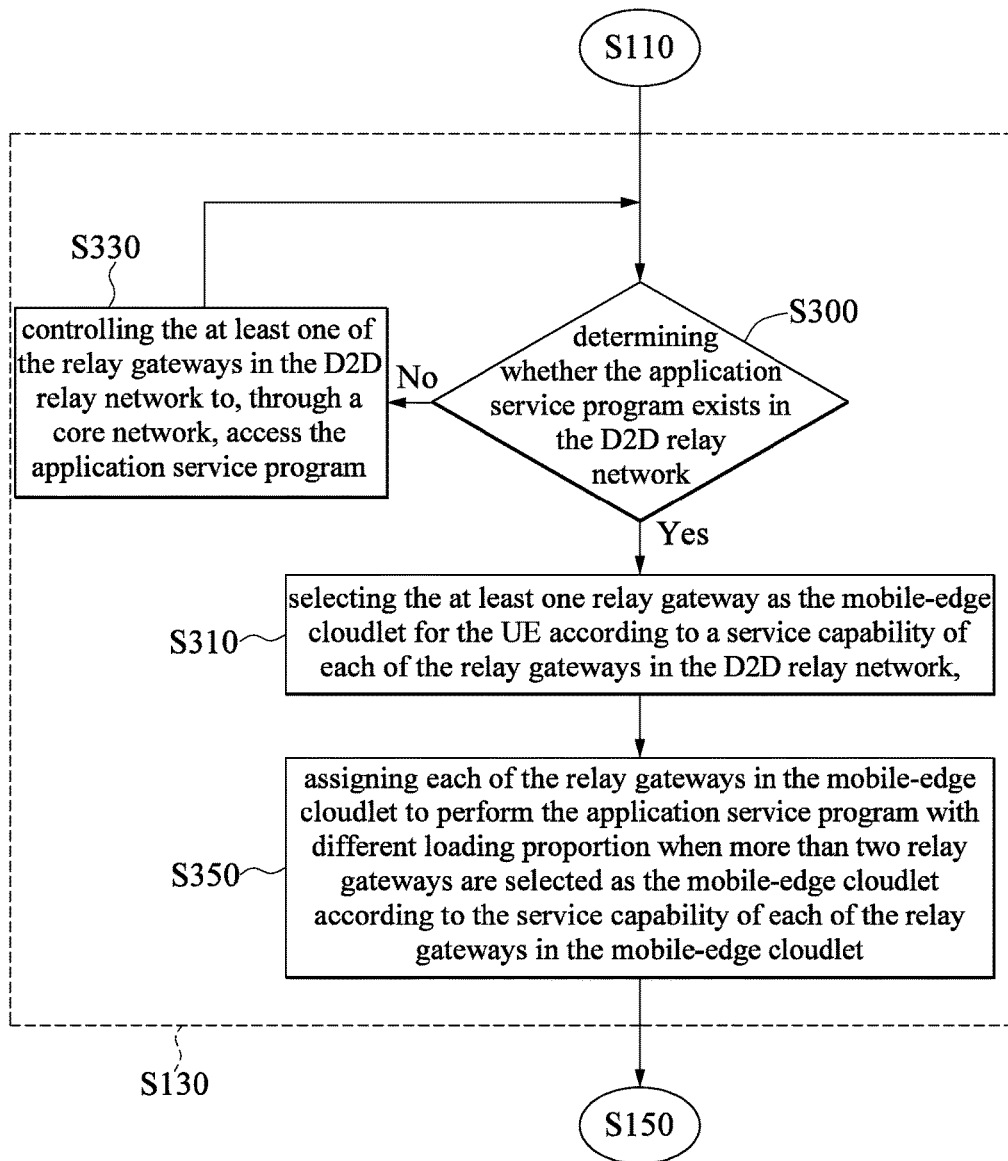 S110
S330
controlling the at least one of
the relay gateways in the D2D
relay network to, through a
core network, access the
application service program
No
S300
determining
whether the application
service program exists in
the D2D relay
network
Yes
S310
selecting the at least one relay gateway as the mobile-edge
cloudlet for the UE according to a service capability of
each of the relay gateways in the D2D relay network,
S350
assigning each of the relay gateways in the mobile-edge
cloudlet to perform the application service program with
different loading proportion when more than two relay
gateways are selected as the mobile-edge cloudlet
according to the service capability of each of the relay
gateways in the mobile-edge cloudlet
S130
S150